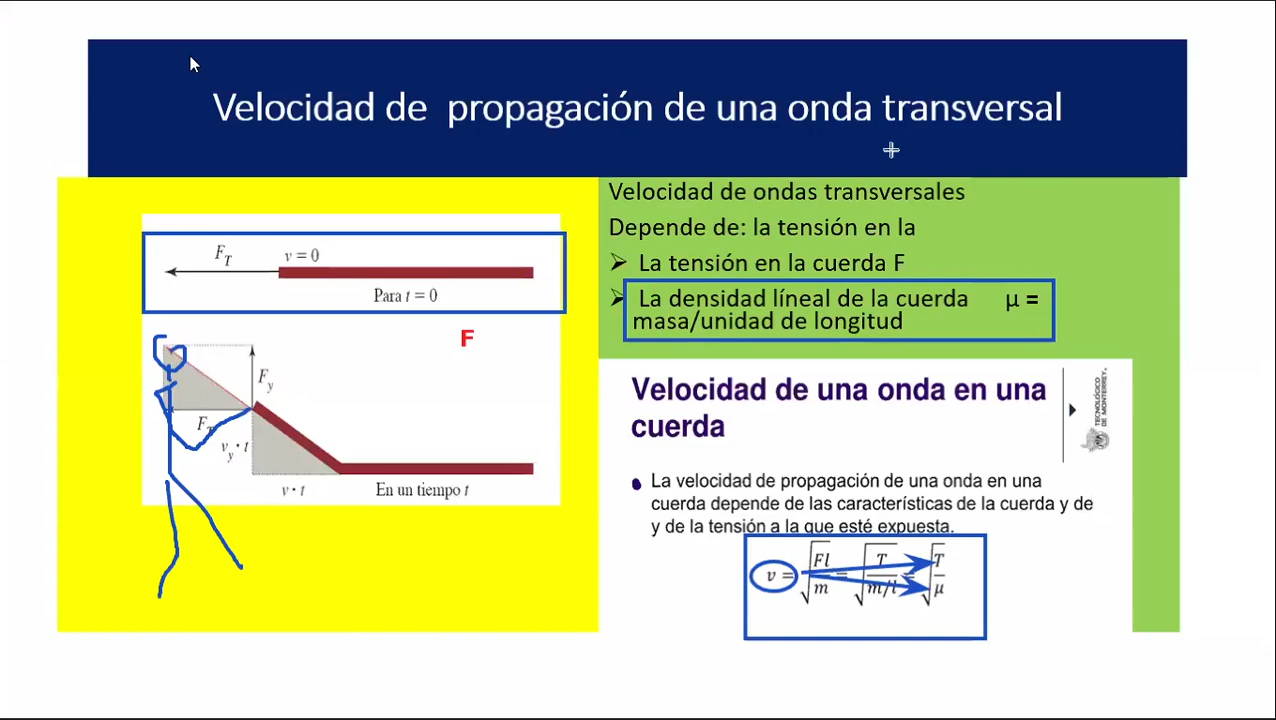 Velocidad de propagación de una onda transversal
F_T
v = 0
Para t = 0
F
F_y
F_T
v_y · t
v · t
En un tiempo t
Velocidad de ondas transversales
Depende de: la tensión en la
➢ La tensión en la cuerda F
➢ La densidad líneal de la cuerda μ =
masa/unidad de longitud
Velocidad de una onda en una
cuerda
TECNOLÓGICO
DE MONTERREY.
• La velocidad de propagación de una onda en una
cuerda depende de las características de la cuerda y de
y de la tensión a la que esté expuesta.
v = √(Fl/m) = √(T/(m/l)) = √(T/μ)